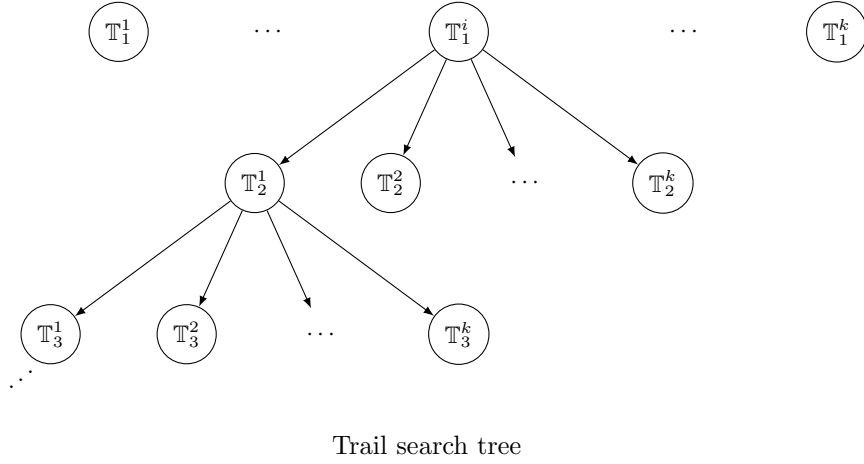 𝕋₁¹ ⋯ 𝕋₁ⁱ ⋯ 𝕋₁ᵏ
𝕋₂¹ 𝕋₂² ⋯ 𝕋₂ᵏ
𝕋₃¹ 𝕋₃² ⋯ 𝕋₃ᵏ
⋰
Trail search tree